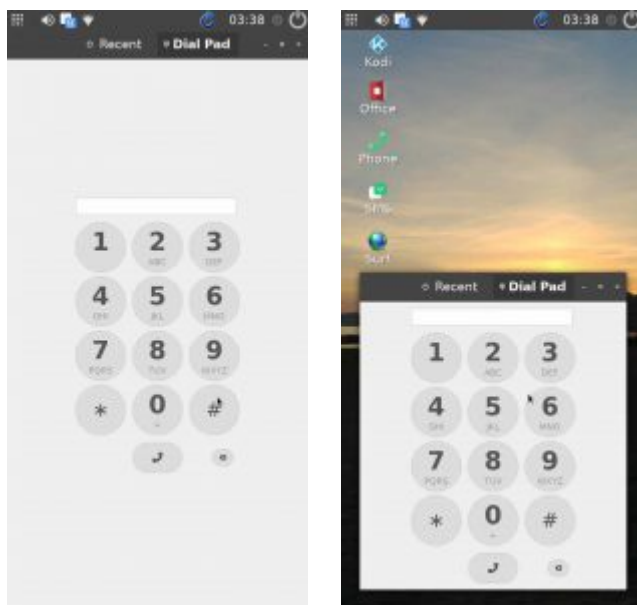 03:38
Recent Dial Pad
1 2 3
ABC DEF
4 5 6
GHI JKL MNO
7 8 9
PQRS TUV WXYZ
* 0 #
+
03:38
Kodi
Office
Phone
SMS
Surf
Recent Dial Pad
1 2 3
ABC DEF
4 5 6
GHI JKL MNO
7 8 9
PQRS TUV WXYZ
* 0 #
+